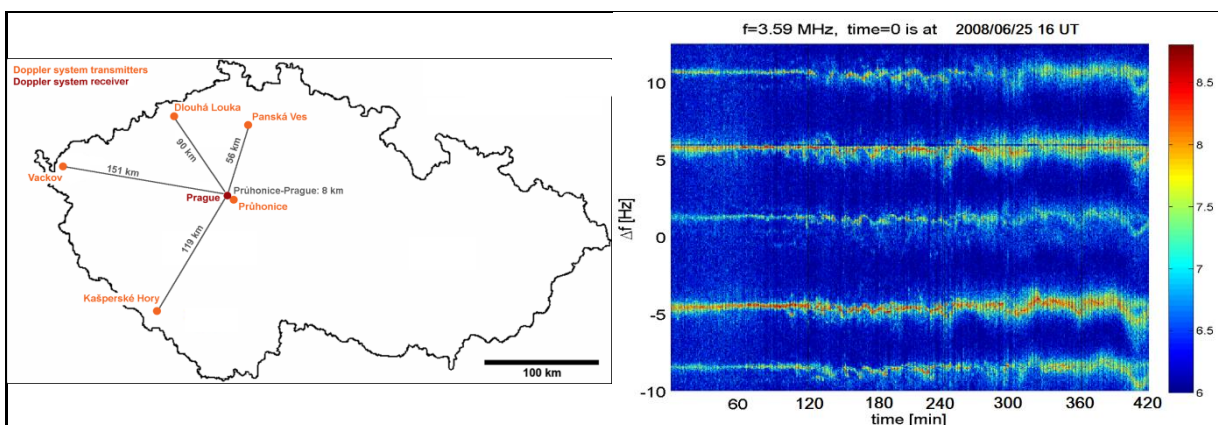 Doppler system transmitters
Doppler system receiver
Dlouhá Louka
Panská Ves
90 km
56 km
151 km
Vackov
Průhonice-Prague: 8 km
Prague
Průhonice
119 km
Kašperské Hory
100 km
f=3.59 MHz, time=0 is at 2008/06/25 16 UT
10
5
0
-5
-10
Δf [Hz]
60 120 180 240 300 360 420
time [min]
8.5
8
7.5
7
6.5
6